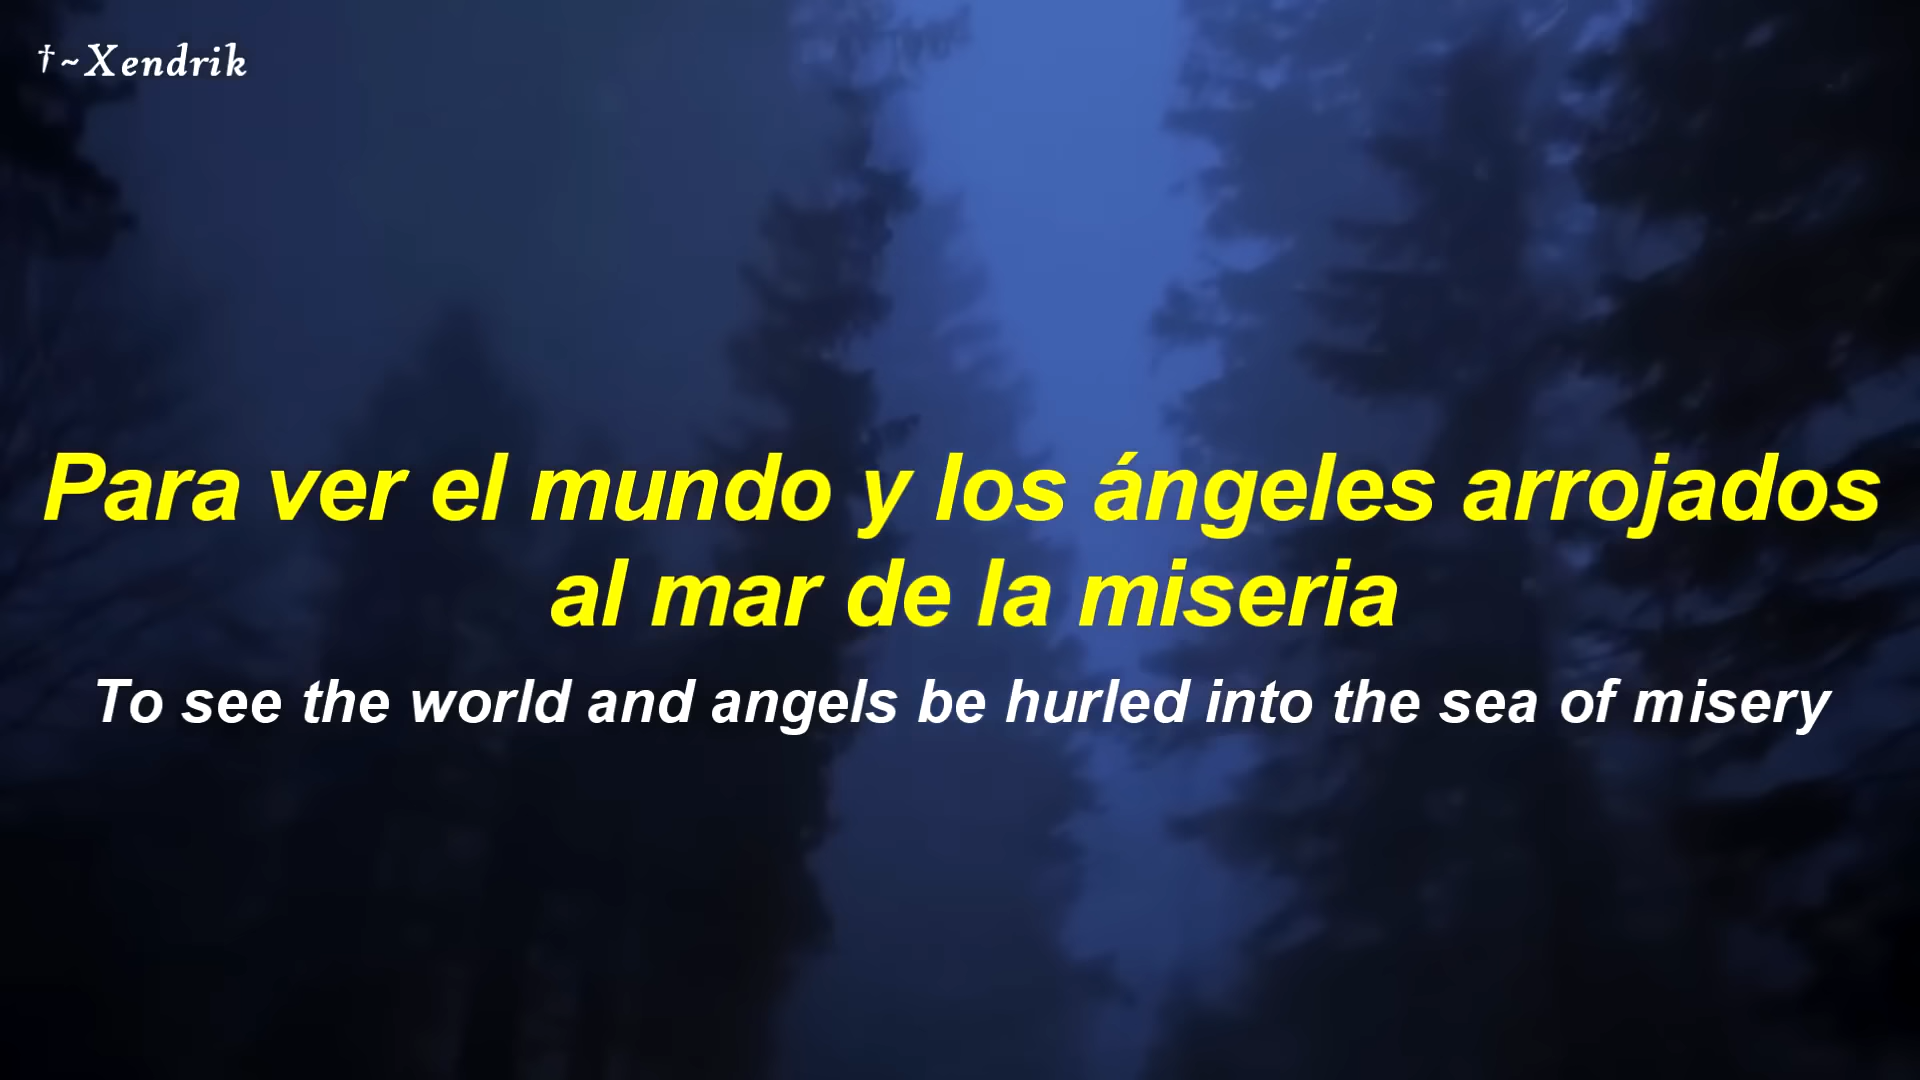 †~Xendrik
Para ver el mundo y los ángeles arrojados
al mar de la miseria
To see the world and angels be hurled into the sea of misery